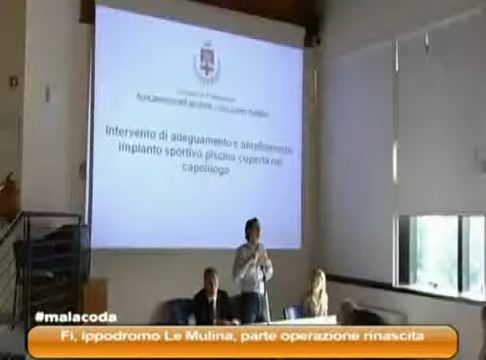 Intervento di adeguamento e ampliamento
impianto sportivo piscina coperta nel
capoluogo
#malacoda
Fi, ippodromo Le Mulina, parte operazione rinascita